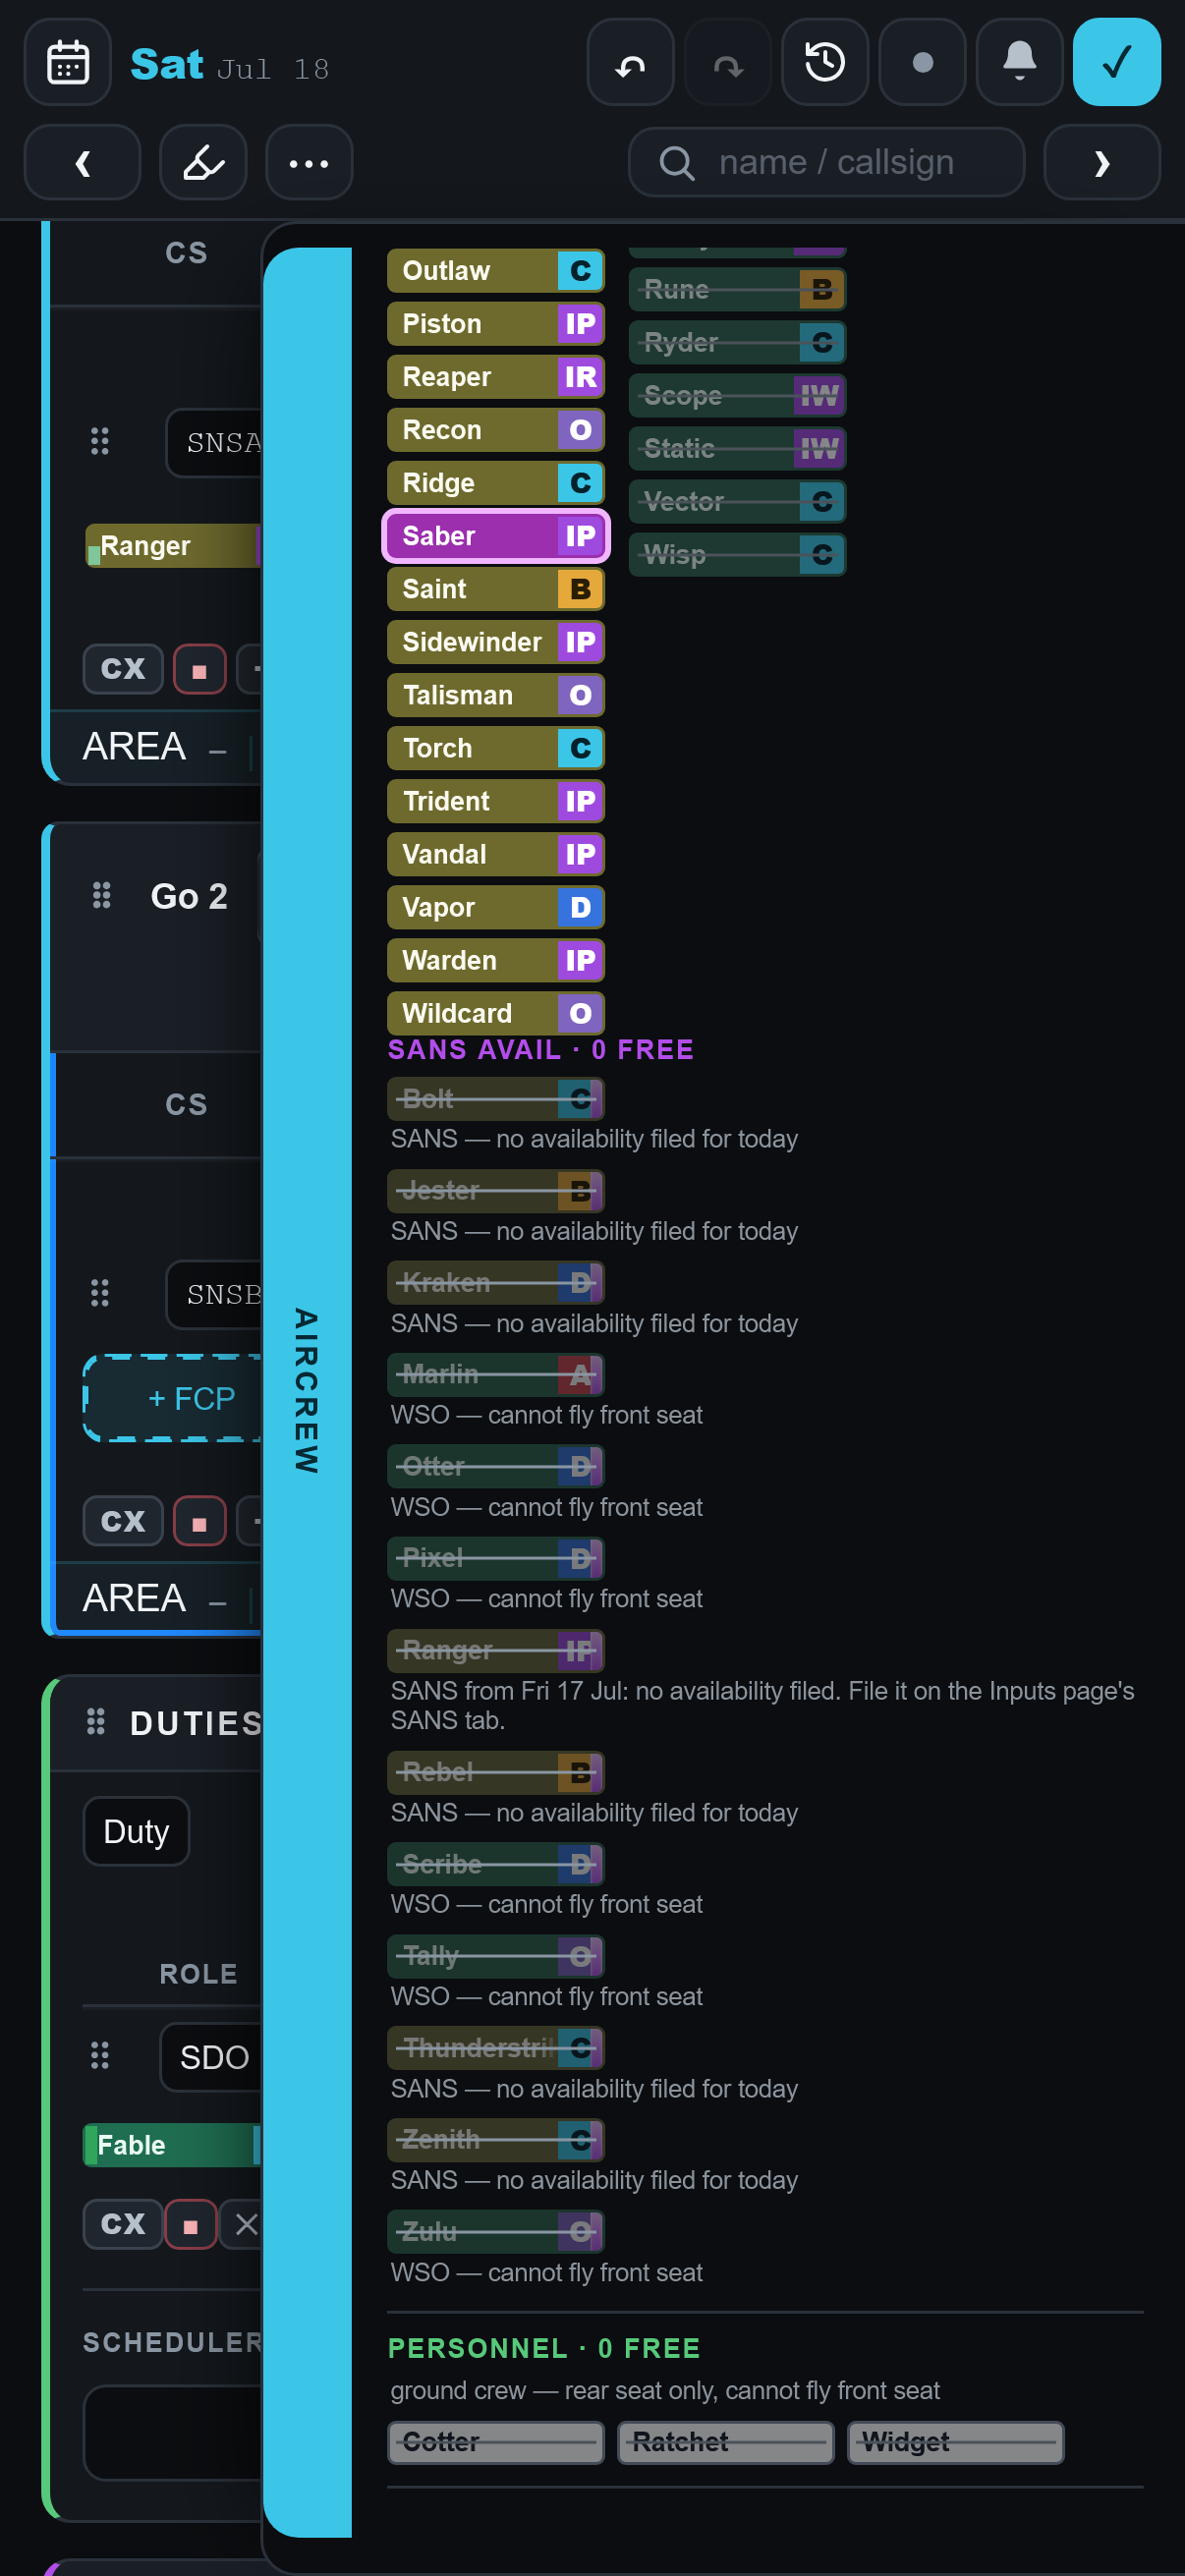 Sat Jul 18
name / callsign
CS
SNSA
Ranger
CX
AREA –
Go 2
CS
SNSB
+ FCP
CX
AREA –
DUTIES
Duty
ROLE
SDO
Fable
CX
SCHEDULER
AIRCREW
Outlaw C
Piston IP
Reaper IR
Recon O
Ridge C
Saber IP
Saint B
Sidewinder IP
Talisman O
Torch C
Trident IP
Vandal IP
Vapor D
Warden IP
Wildcard O
Rune B
Ryder C
Scope IW
Static IW
Vector C
Wisp C
SANS AVAIL · 0 FREE
Bolt C
SANS — no availability filed for today
Jester B
SANS — no availability filed for today
Kraken D
SANS — no availability filed for today
Marlin A
WSO — cannot fly front seat
Otter D
WSO — cannot fly front seat
Pixel D
WSO — cannot fly front seat
Ranger IP
SANS from Fri 17 Jul: no availability filed. File it on the Inputs page's
SANS tab.
Rebel B
SANS — no availability filed for today
Scribe D
WSO — cannot fly front seat
Tally O
WSO — cannot fly front seat
Thunderstri C
SANS — no availability filed for today
Zenith C
SANS — no availability filed for today
Zulu O
WSO — cannot fly front seat
PERSONNEL · 0 FREE
ground crew — rear seat only, cannot fly front seat
Cotter Ratchet Widget